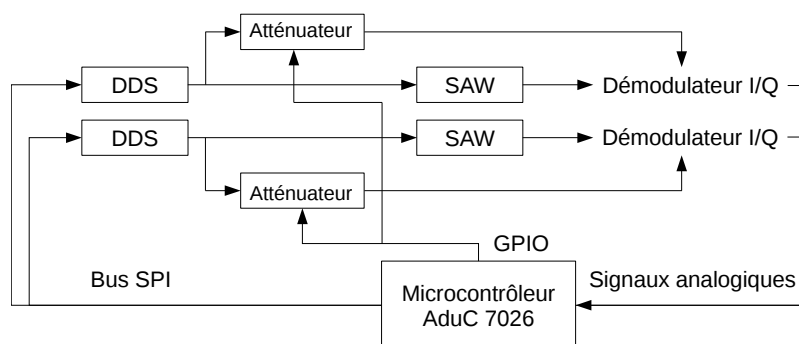 Atténuateur
DDS
SAW
Démodulateur I/Q
DDS
SAW
Démodulateur I/Q
Atténuateur
GPIO
Bus SPI
Signaux analogiques
Microcontrôleur
AduC 7026